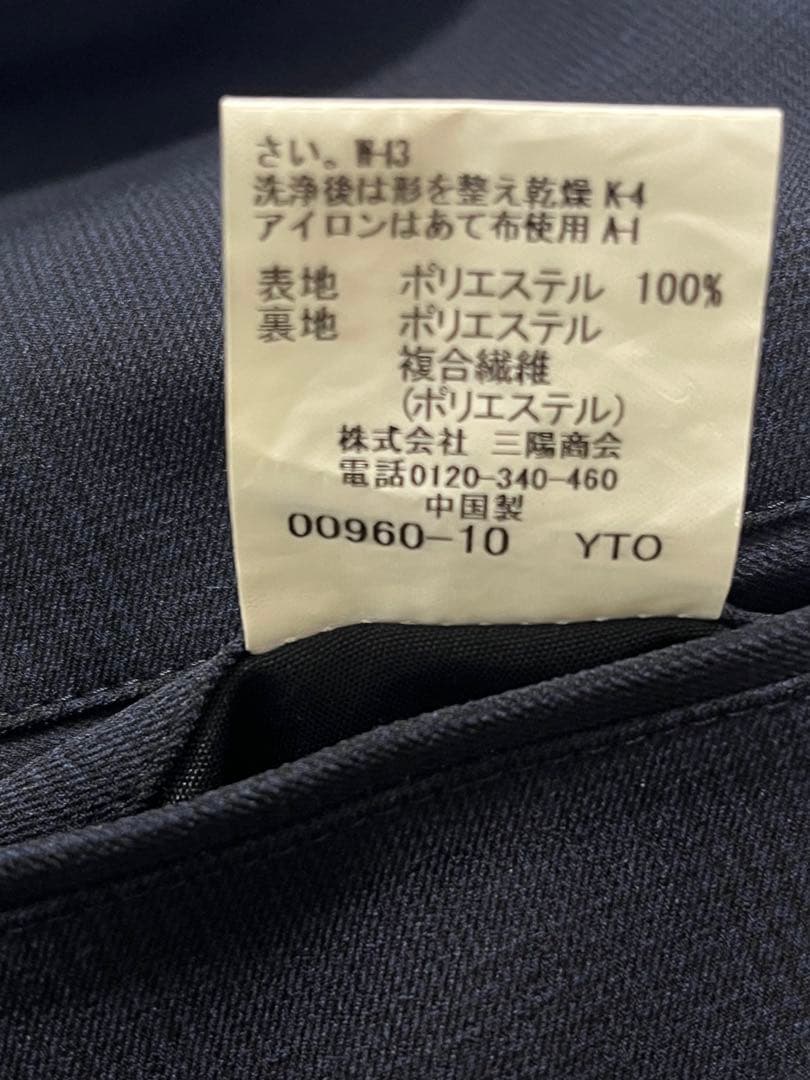 さい。W-13
洗浄後は形を整え乾燥 K-4
アイロンはあて布使用 A-1
表地 ポリエステル 100%
裏地 ポリエステル
複合繊維
(ポリエステル)
株式会社 三陽商会
電話0120-340-460
中国製
00960-10 YTO